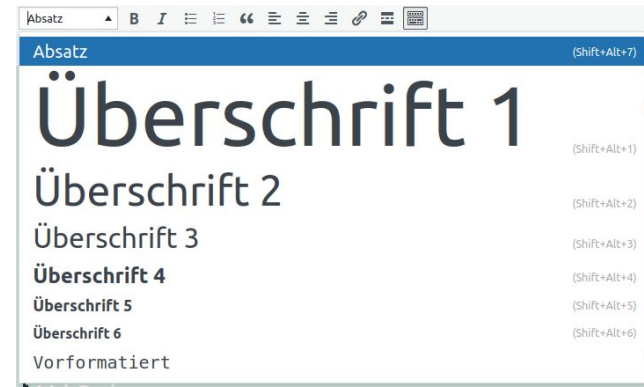 Absatz
Absatz (Shift+Alt+7)
Überschrift 1 (Shift+Alt+1)
Überschrift 2 (Shift+Alt+2)
Überschrift 3 (Shift+Alt+3)
Überschrift 4 (Shift+Alt+4)
Überschrift 5 (Shift+Alt+5)
Überschrift 6 (Shift+Alt+6)
Vorformatiert